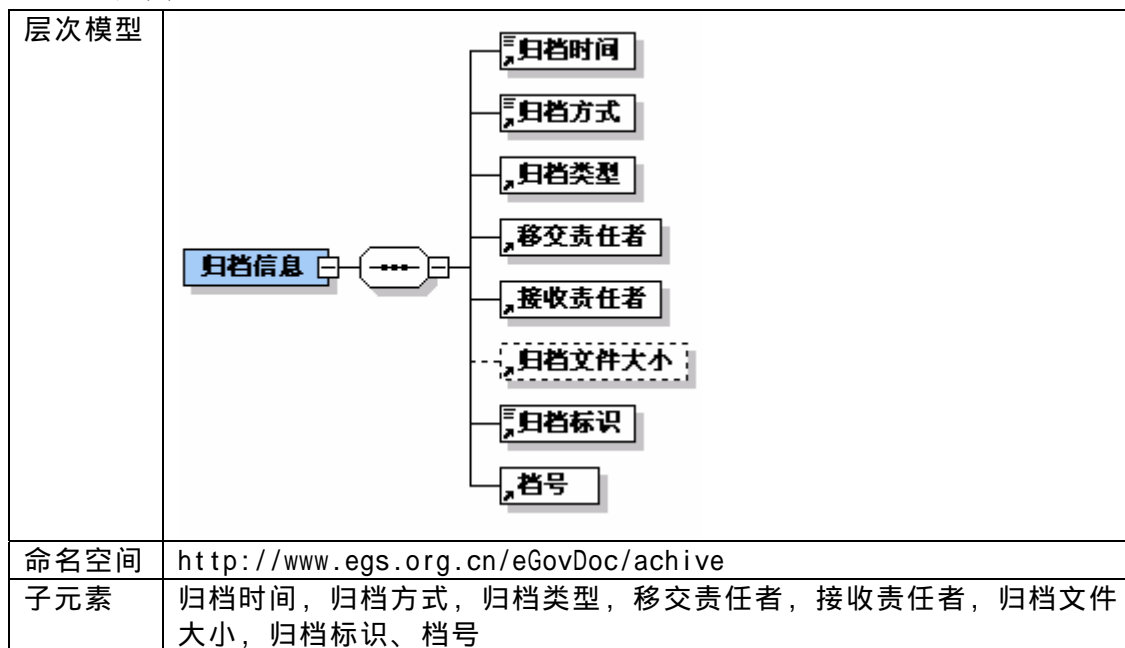 层次模型
归档时间
归档方式
归档类型
移交责任者
归档信息
接收责任者
归档文件大小
归档标识
档号
命名空间 http://www.egs.org.cn/eGovDoc/achive
子元素 归档时间，归档方式，归档类型，移交责任者，接收责任者，归档文件
大小，归档标识、档号